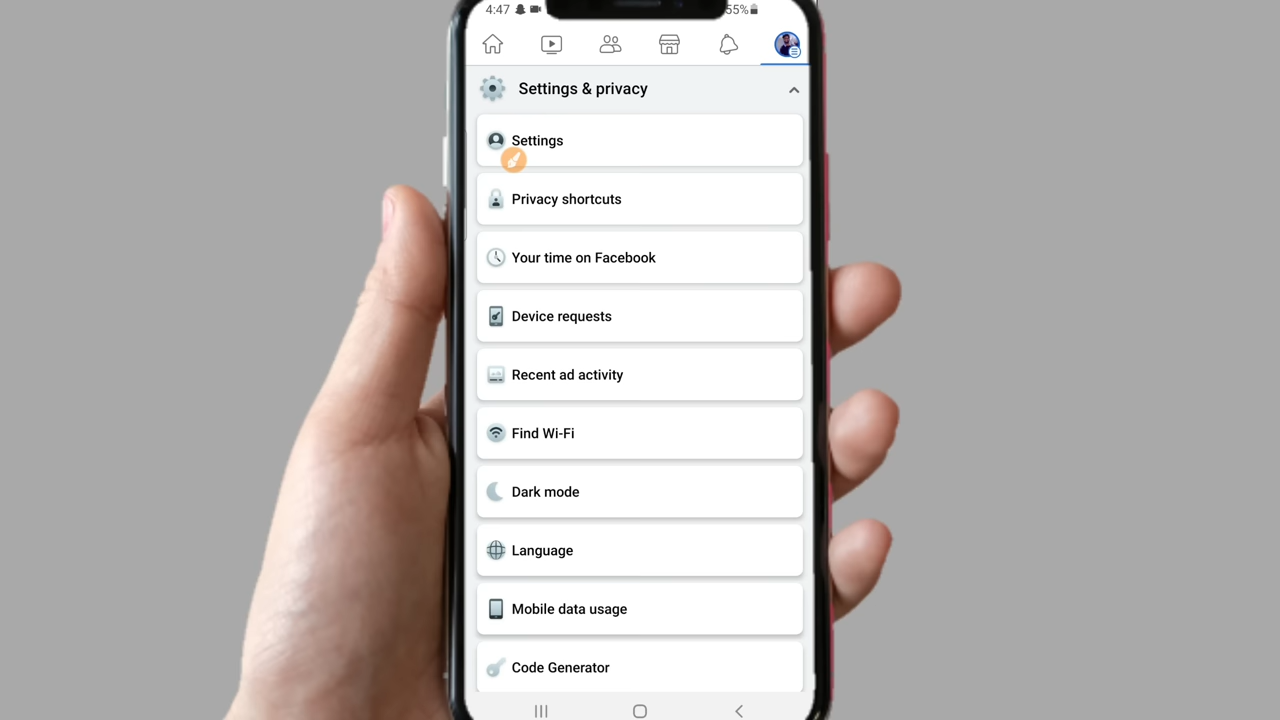 4:47 55%
Settings & privacy
Settings
Privacy shortcuts
Your time on Facebook
Device requests
Recent ad activity
Find Wi-Fi
Dark mode
Language
Mobile data usage
Code Generator